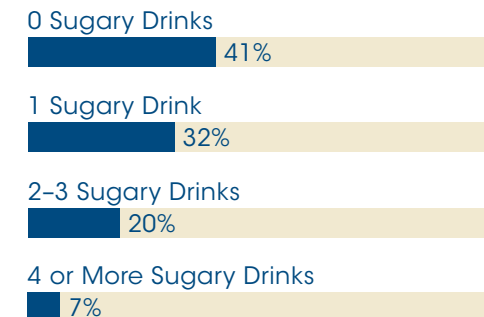 0 Sugary Drinks
41%
1 Sugary Drink
32%
2–3 Sugary Drinks
20%
4 or More Sugary Drinks
7%